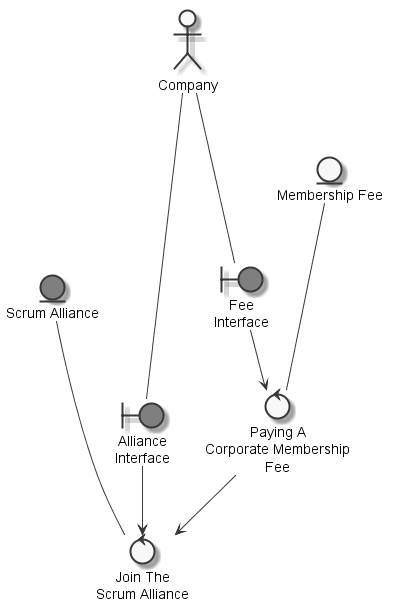 Company
Membership Fee
Scrum Alliance
Fee
Interface
Alliance
Interface
Paying A
Corporate Membership
Fee
Join The
Scrum Alliance